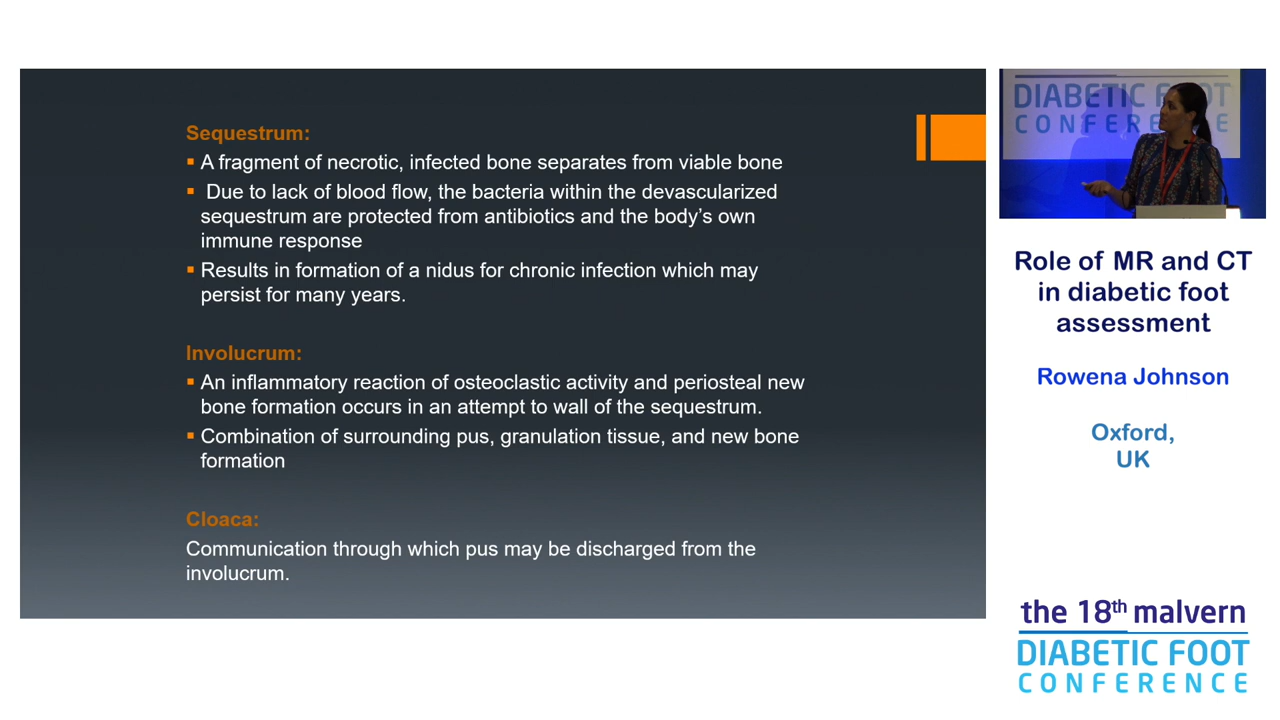 Sequestrum:
▪ A fragment of necrotic, infected bone separates from viable bone
▪ Due to lack of blood flow, the bacteria within the devascularized
sequestrum are protected from antibiotics and the body's own
immune response
▪ Results in formation of a nidus for chronic infection which may
persist for many years.
Involucrum:
▪ An inflammatory reaction of osteoclastic activity and periosteal new
bone formation occurs in an attempt to wall of the sequestrum.
▪ Combination of surrounding pus, granulation tissue, and new bone
formation
Cloaca:
Communication through which pus may be discharged from the
involucrum.
DIABETIC FOOT
CONFERENCE
Role of MR and CT
in diabetic foot
assessment
Rowena Johnson
Oxford,
UK
the 18th malvern
DIABETIC FOOT
CONFERENCE